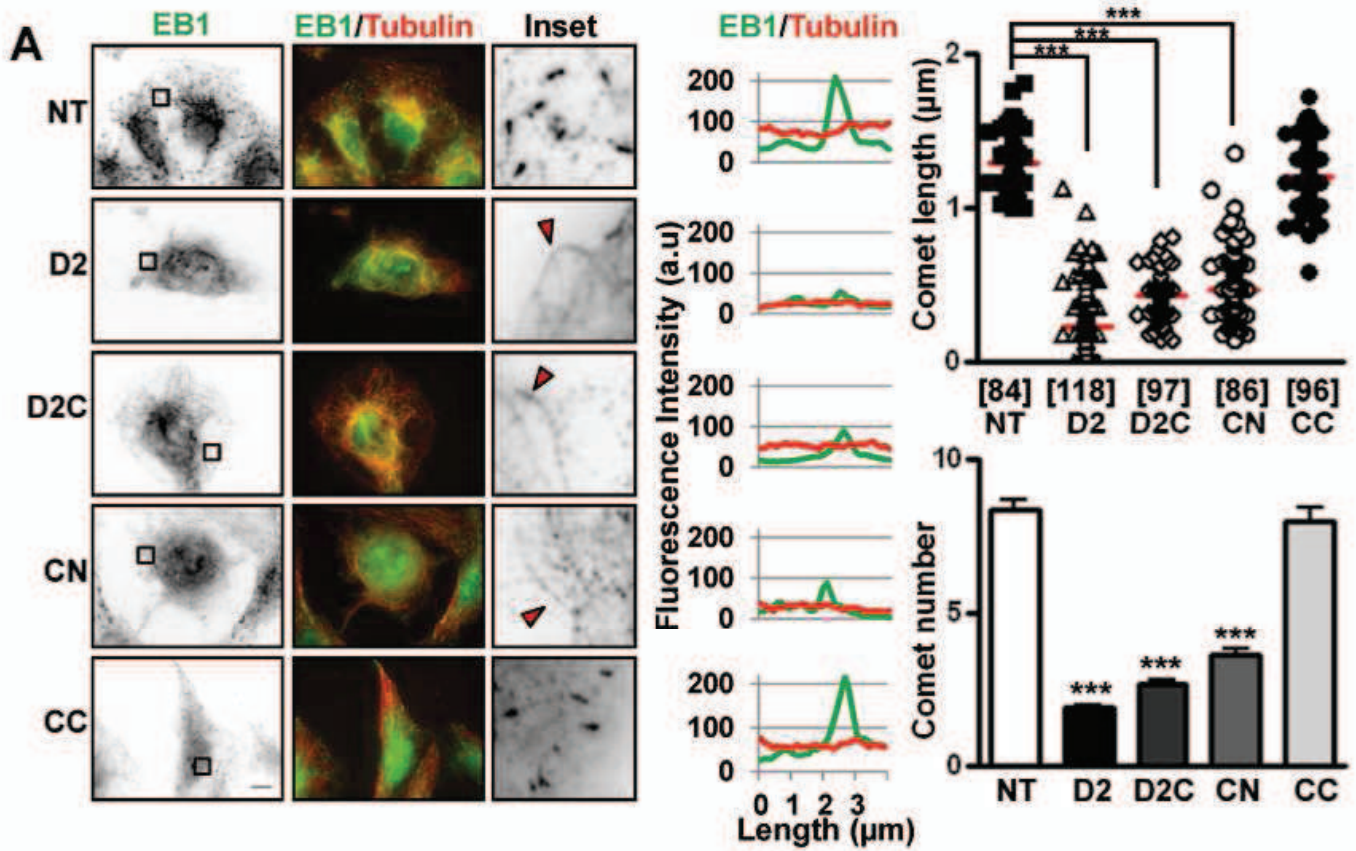 A
EB1
EB1/Tubulin
Inset
NT
D2
D2C
CN
CC
EB1/Tubulin
Fluorescence Intensity (a.u)
200
100
0
200
100
0
200
100
0
200
100
0
200
100
0
0 1 2 3
Length (µm)
***
***
***
Comet length (µm)
2
1
0
[84] [118] [97] [86] [96]
NT D2 D2C CN CC
Comet number
10
5
0
***
***
***
NT D2 D2C CN CC